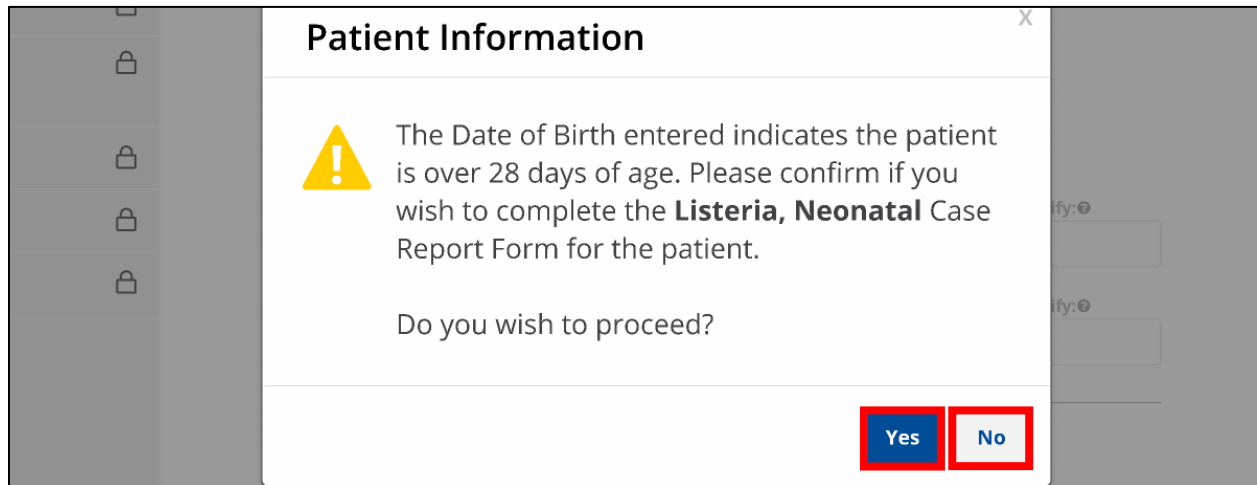 X
Patient Information
The Date of Birth entered indicates the patient
is over 28 days of age. Please confirm if you
wish to complete the Listeria, Neonatal Case
Report Form for the patient.
Do you wish to proceed?
ify:
ify:
Yes
No